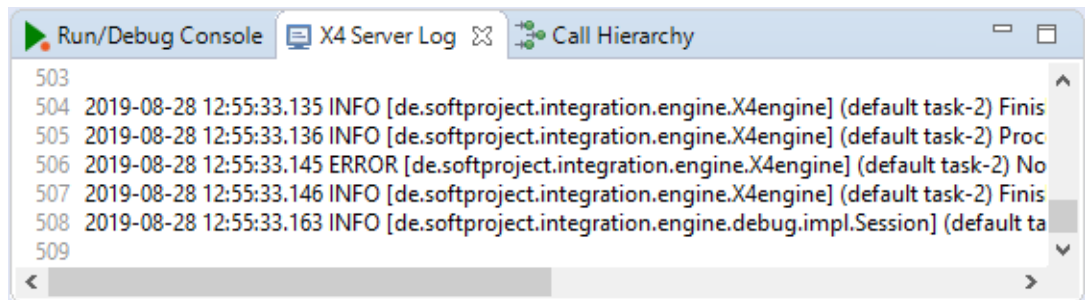 Run/Debug Console X4 Server Log Call Hierarchy
503
504 2019-08-28 12:55:33.135 INFO [de.softproject.integration.engine.X4engine] (default task-2) Finis
505 2019-08-28 12:55:33.136 INFO [de.softproject.integration.engine.X4engine] (default task-2) Proc
506 2019-08-28 12:55:33.145 ERROR [de.softproject.integration.engine.X4engine] (default task-2) No
507 2019-08-28 12:55:33.146 INFO [de.softproject.integration.engine.X4engine] (default task-2) Finis
508 2019-08-28 12:55:33.163 INFO [de.softproject.integration.engine.debug.impl.Session] (default ta
509